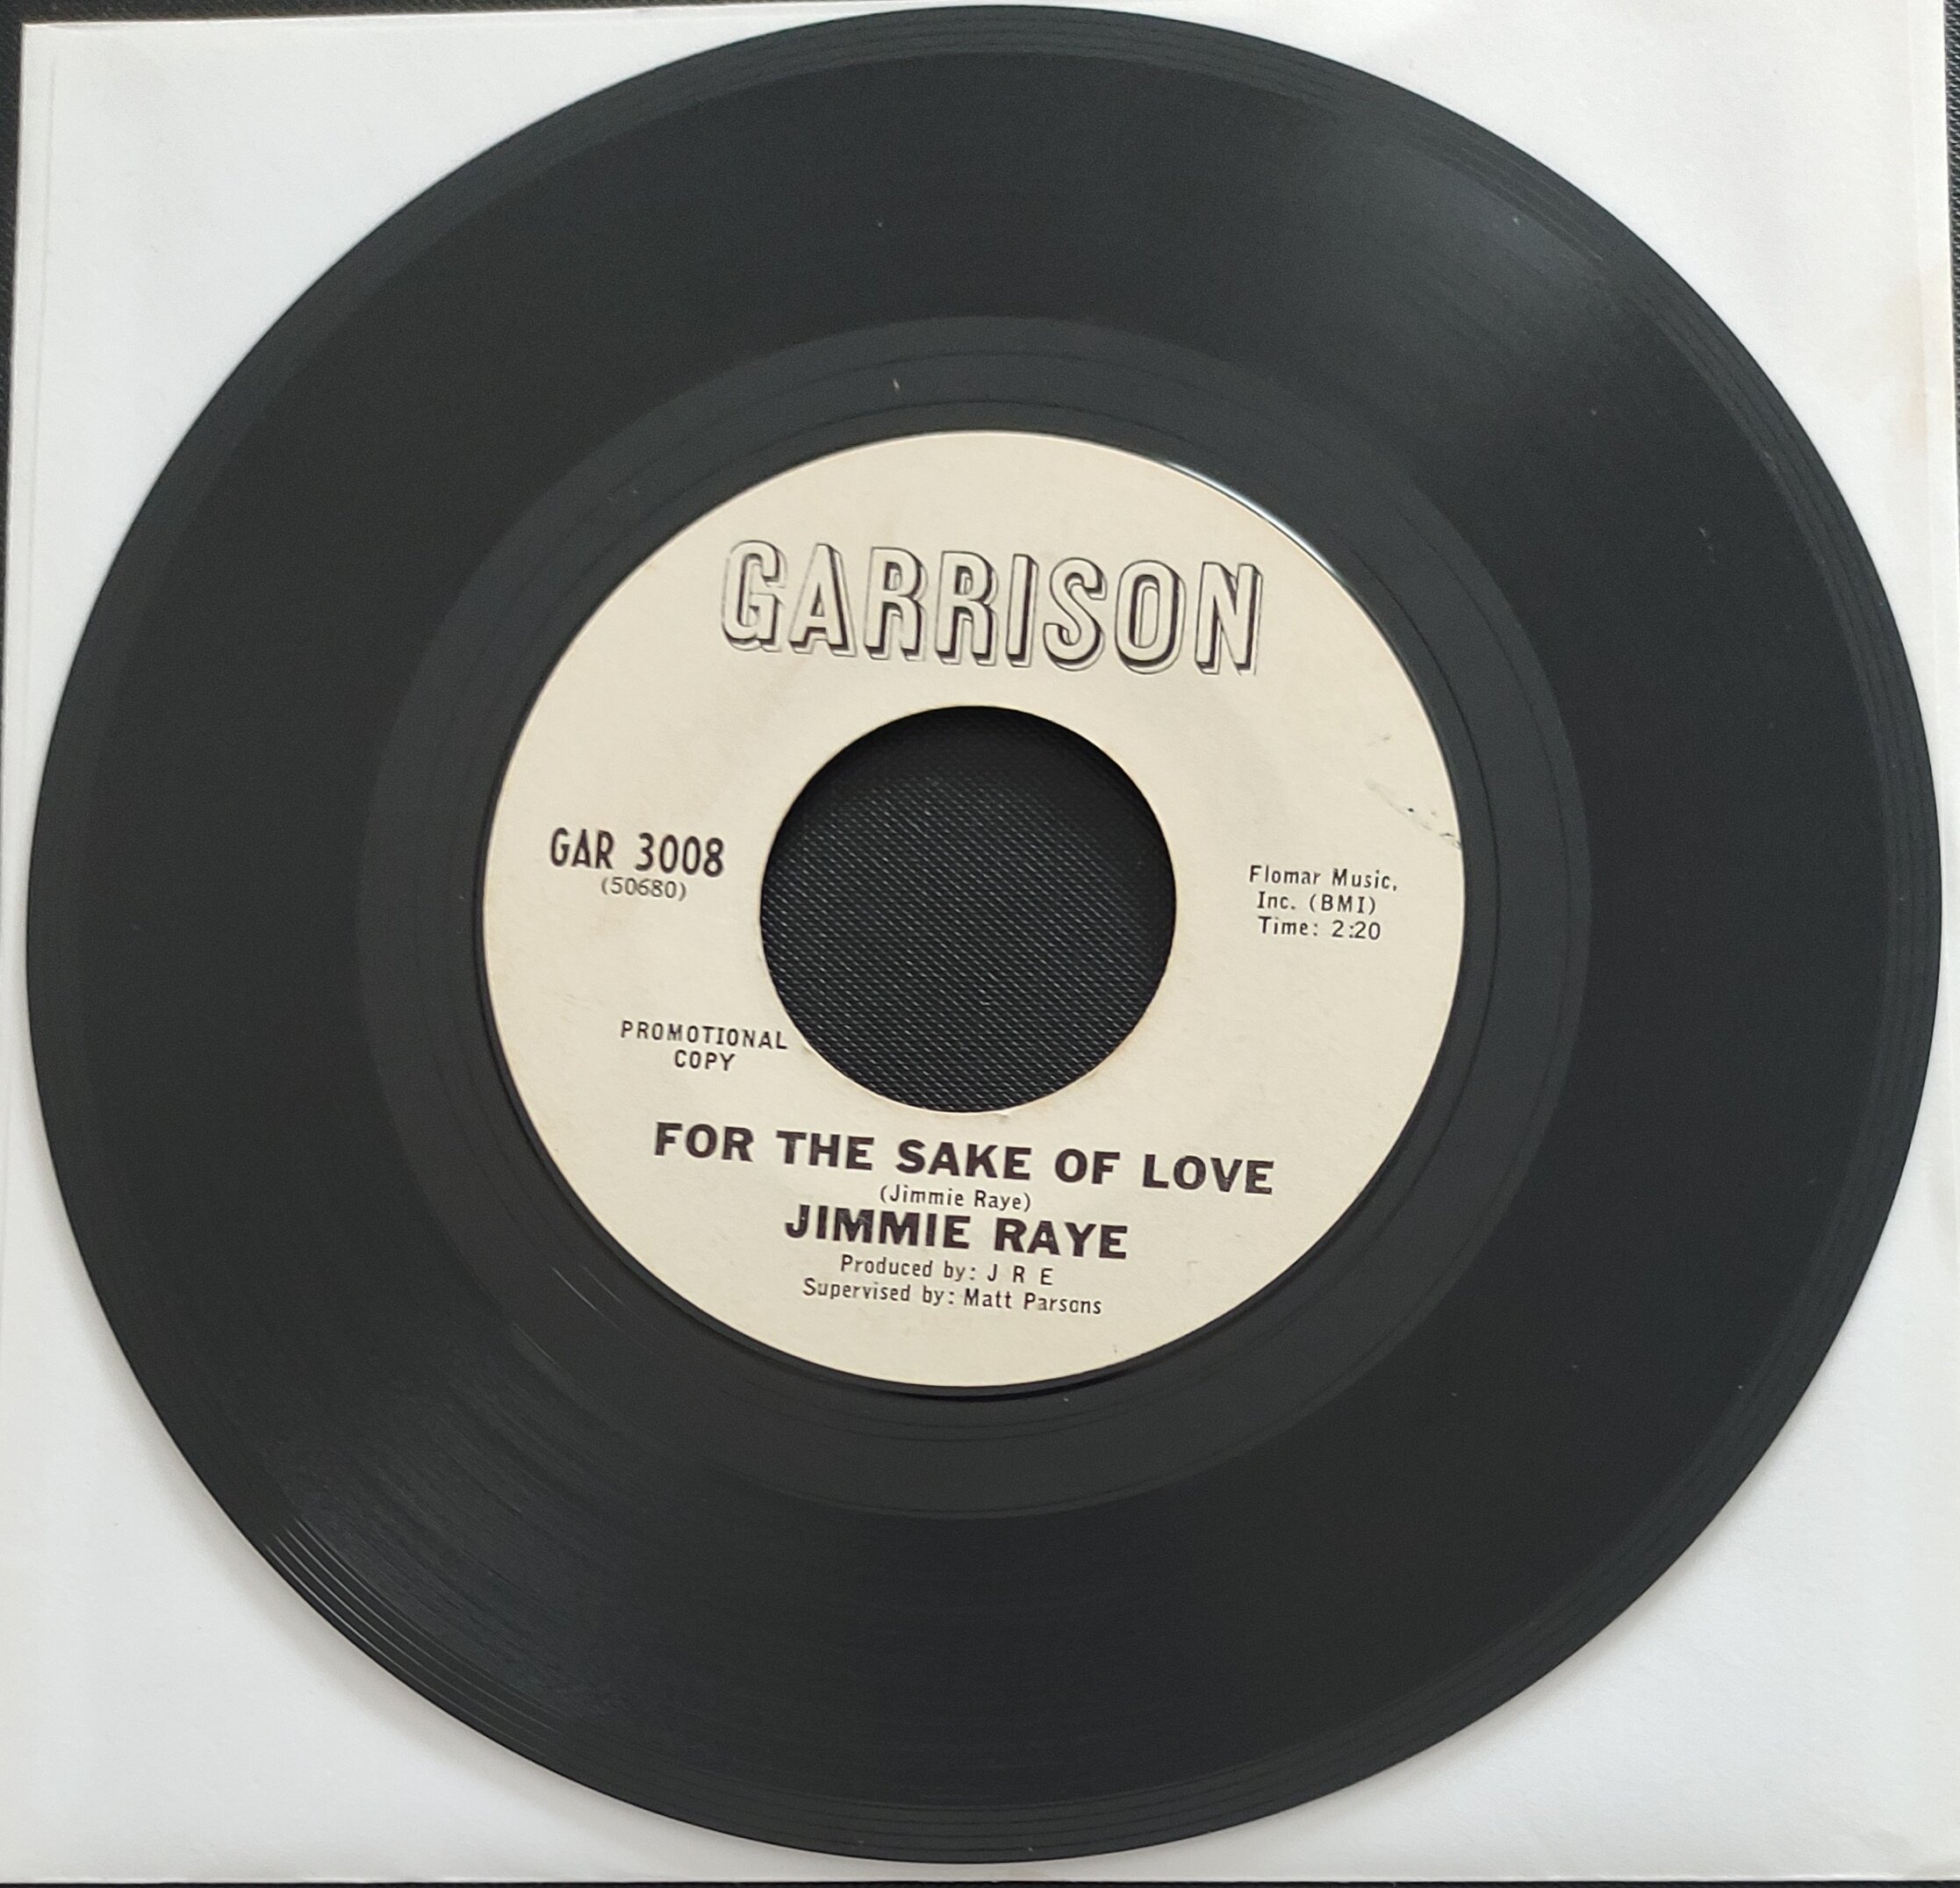 GARRISON
GAR 3008
(50680)
Flomar Music,
Inc. (BMI)
Time: 2:20
PROMOTIONAL
COPY
FOR THE SAKE OF LOVE
(Jimmie Raye)
JIMMIE RAYE
Produced by: J R E
Supervised by: Matt Parsons